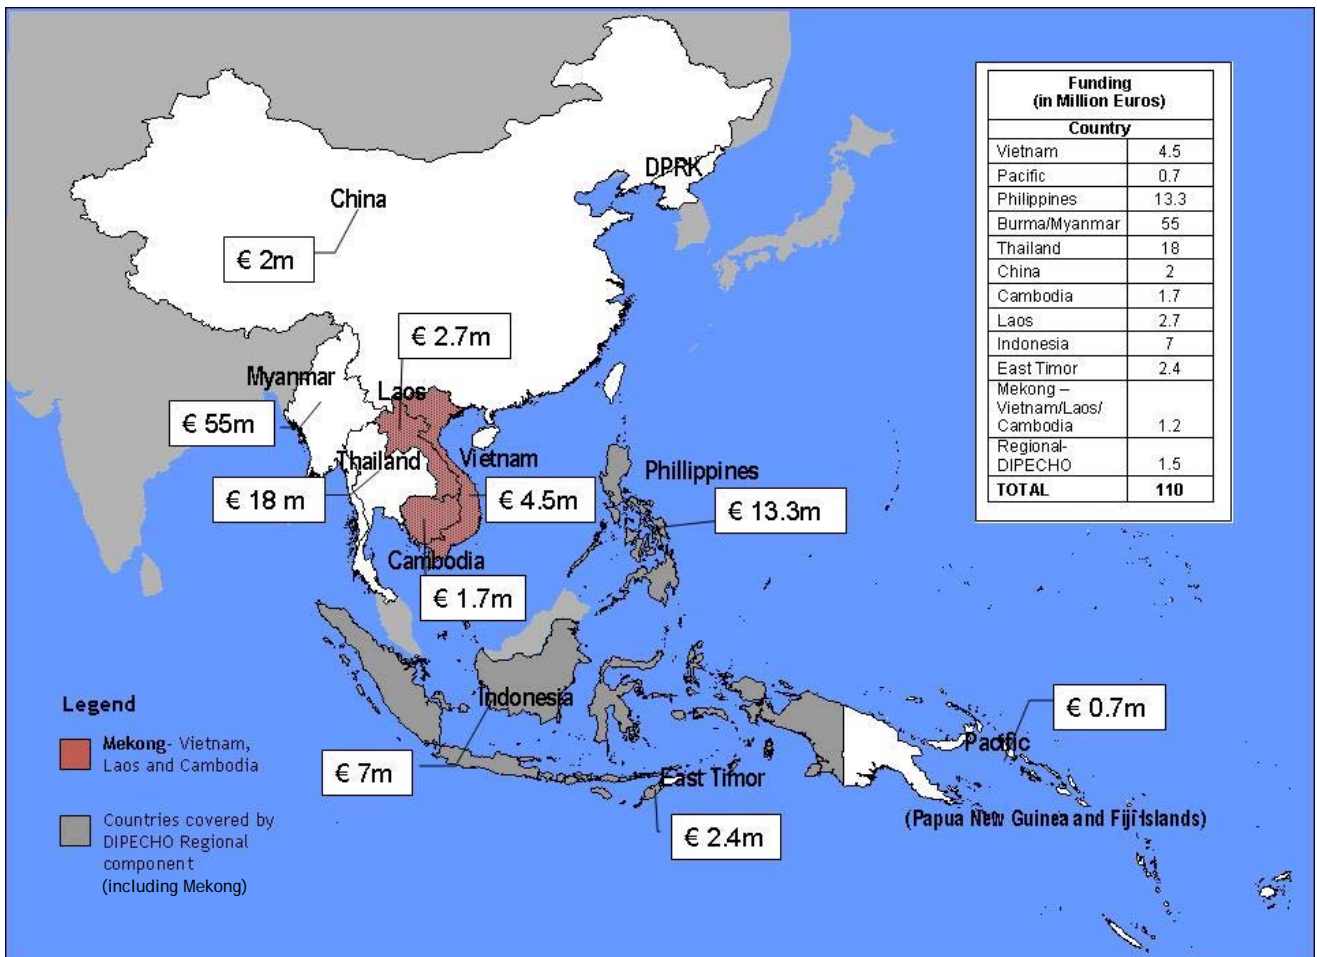 Funding
(in Million Euros)
Country
Vietnam 4.5
Pacific 0.7
Philippines 13.3
Burma/Myanmar 55
Thailand 18
China 2
Cambodia 1.7
Laos 2.7
Indonesia 7
East Timor 2.4
Mekong –
Vietnam/Laos/
Cambodia 1.2
Regional-
DIPECHO 1.5
TOTAL 110
DPRK
China
€ 2m
€ 2.7m
Myanmar
Laos
€ 55m
Thailand
Vietnam
Phillippines
€ 18 m
€ 4.5m
€ 13.3m
Cambodia
€ 1.7m
Indonesia
€ 0.7m
Pacific
€ 7m
East Timor
(Papua New Guinea and Fiji Islands)
€ 2.4m
Legend
Mekong- Vietnam,
Laos and Cambodia
Countries covered by
DIPECHO Regional
component
(including Mekong)